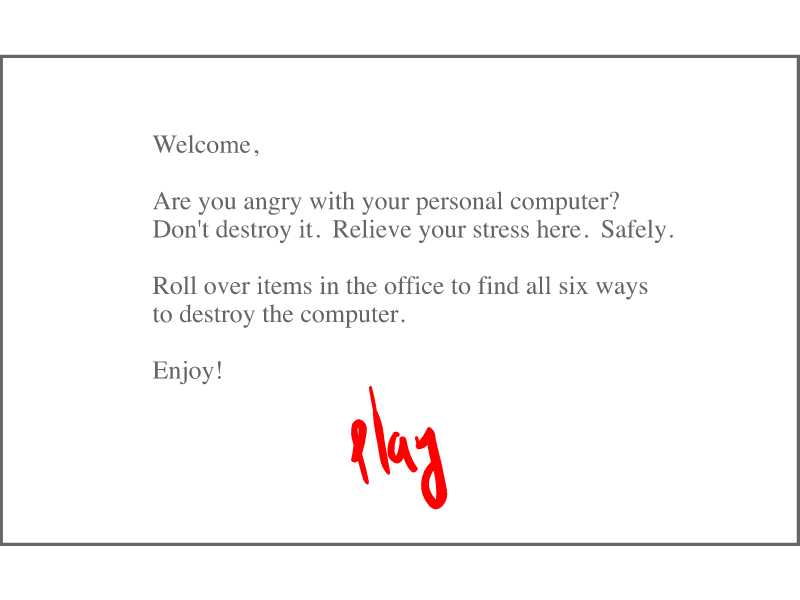 Welcome,
Are you angry with your personal computer?
Don't destroy it. Relieve your stress here. Safely.
Roll over items in the office to find all six ways
to destroy the computer.
Enjoy!
play